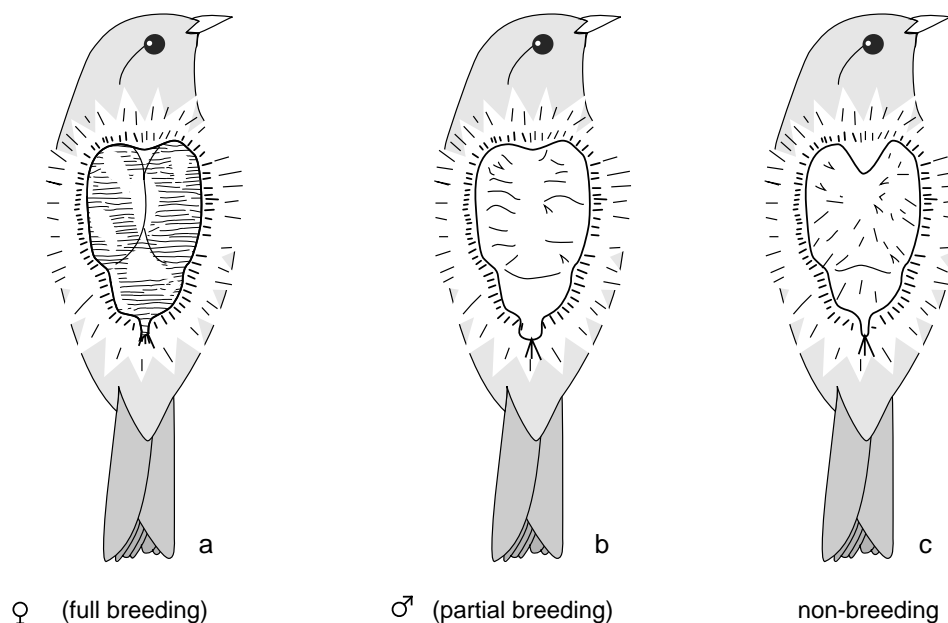 a b c
♀ (full breeding) ♂ (partial breeding) non-breeding